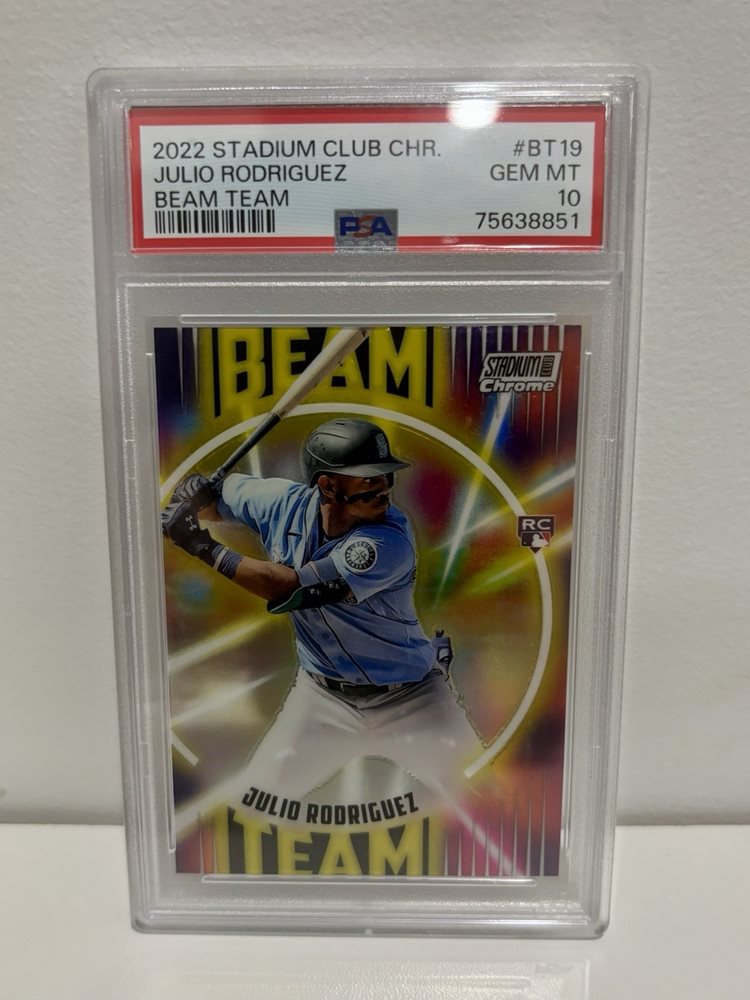 2022 STADIUM CLUB CHR. #BT19
JULIO RODRIGUEZ GEM MT
BEAM TEAM 10
PSA 75638851
BEAM
STADIUM CLUB
Chrome
RC
JULIO RODRIGUEZ
TEAM